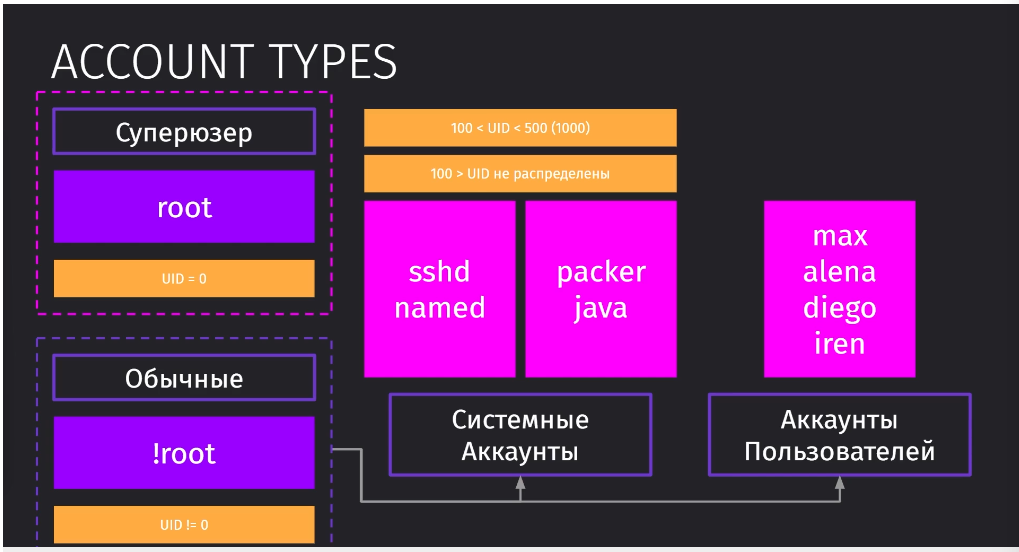 ACCOUNT TYPES
Суперюзер
root
UID = 0
Обычные
!root
UID != 0
100 < UID < 500 (1000)
100 > UID не распределены
sshd
named
packer
java
Системные
Аккаунты
max
alena
diego
iren
Аккаунты
Пользователей